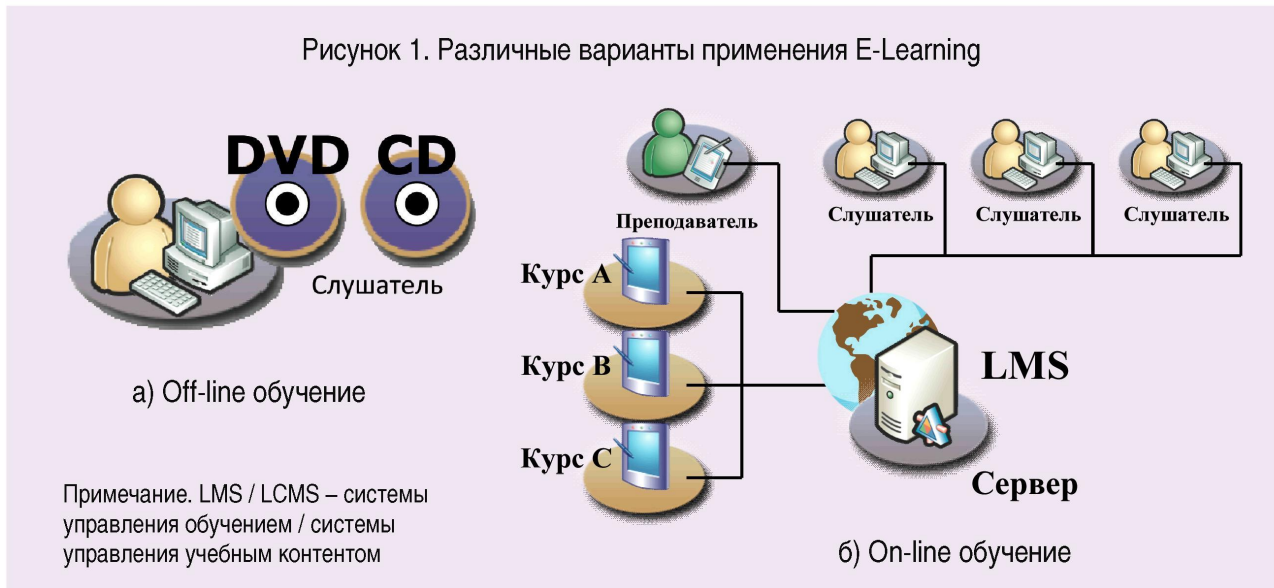 Рисунок 1. Различные варианты применения E-Learning
DVD CD
Слушатель
а) Off-line обучение
Примечание. LMS / LCMS – системы
управления обучением / системы
управления учебным контентом
Преподаватель
Слушатель
Слушатель
Слушатель
Курс А
Курс В
Курс С
LMS
Сервер
б) On-line обучение